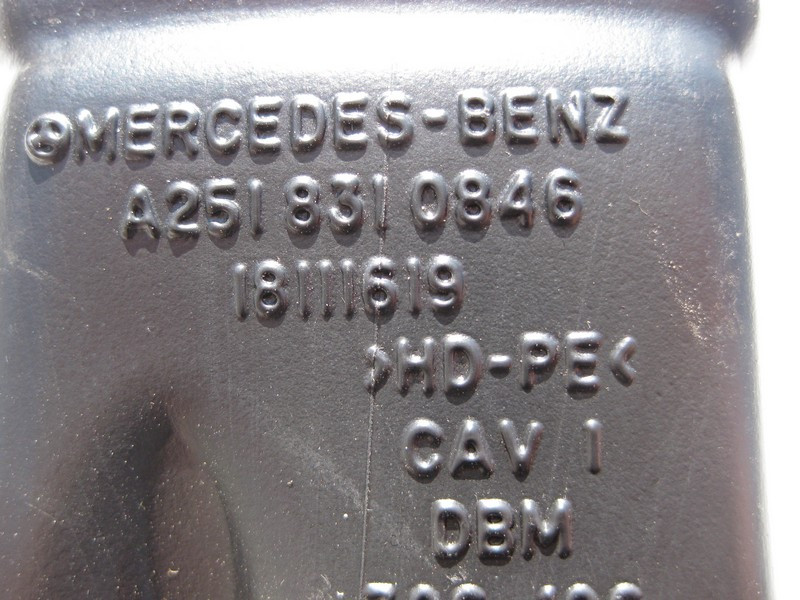 MERCEDES-BENZ
A251 831 0846
18111619
>HD-PE<
CAV 1
DBM